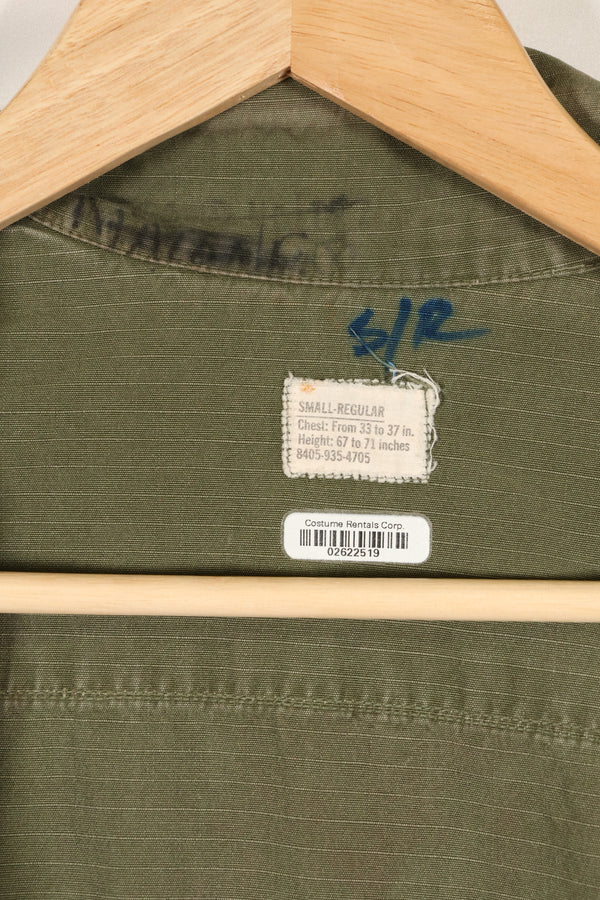 S/R
SMALL-REGULAR
Chest: From 33 to 37 in.
Height: 67 to 71 inches
8405-935-4705
Costume Rentals Corp.
02622519